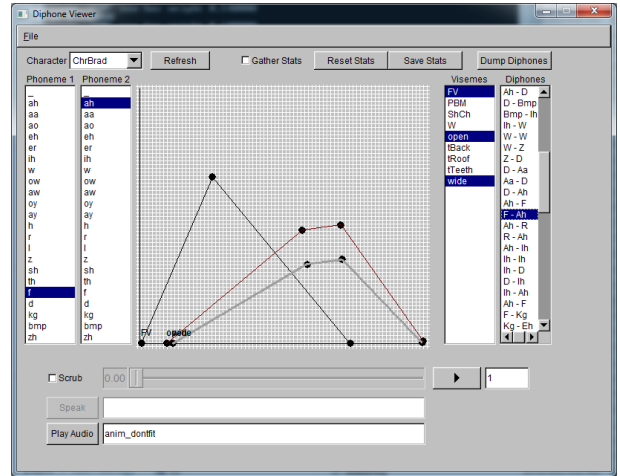 Diphone Viewer
File
Character ChrBrad Refresh Gather Stats Reset Stats Save Stats Dump Diphones
Phoneme 1 Phoneme 2 Visemes Diphones
_
ah
aa
ao
eh
er
ih
w
ow
aw
oy
ay
h
r
l
z
sh
th
f
d
kg
bmp
zh
_
ah
aa
ao
eh
er
ih
w
ow
aw
oy
ay
h
r
l
z
sh
th
f
d
kg
bmp
zh
FV open wide
FV
PBM
ShCh
W
open
tBack
tRoof
tTeeth
wide
Ah - D
D - Bmp
Bmp - Ih
Ih - W
W - W
W - Z
Z - D
D - Aa
Aa - D
D - Ah
Ah - F
F - Ah
Ah - R
R - Ah
Ah - Ih
Ih - Ih
Ih - D
D - Ih
Ih - Ah
Ah - F
F - Kg
Kg - Eh
Scrub 0.00 1
Speak
Play Audio anim_dontfit